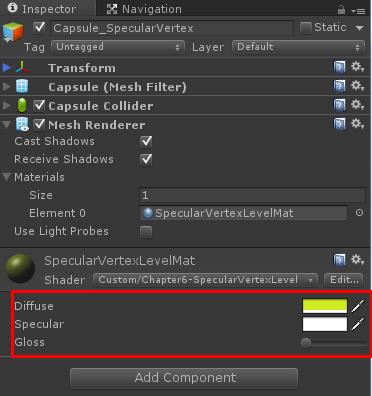 Inspector Navigation
Capsule_SpecularVertex Static
Tag Untagged Layer Default
Transform
Capsule (Mesh Filter)
Capsule Collider
Mesh Renderer
Cast Shadows
Receive Shadows
Materials
Size 1
Element 0 SpecularVertexLevelMat
Use Light Probes
SpecularVertexLevelMat
Shader Custom/Chapter6-SpecularVertexLevel Edit...
Diffuse
Specular
Gloss
Add Component